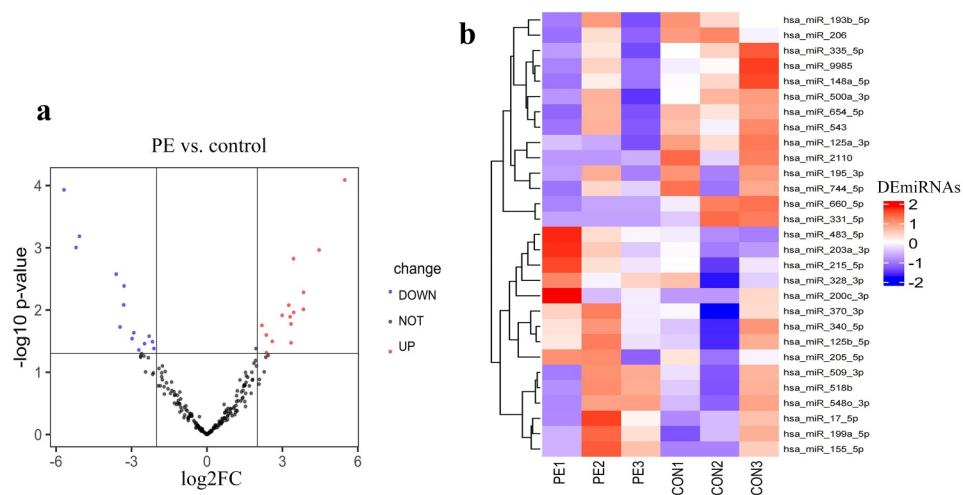 a
PE vs. control
4
3
2
1
0
-log10 p-value
-6
-3
0
3
6
log2FC
change
DOWN
NOT
UP
b
hsa_miR_193b_5p
hsa_miR_206
hsa_miR_335_5p
hsa_miR_9985
hsa_miR_148a_5p
hsa_miR_500a_3p
hsa_miR_654_5p
hsa_miR_543
hsa_miR_125a_3p
hsa_miR_2110
hsa_miR_195_3p
hsa_miR_744_5p
hsa_miR_660_5p
hsa_miR_331_5p
hsa_miR_483_5p
hsa_miR_203a_3p
hsa_miR_215_5p
hsa_miR_328_3p
hsa_miR_200c_3p
hsa_miR_370_3p
hsa_miR_340_5p
hsa_miR_125b_5p
hsa_miR_205_5p
hsa_miR_509_3p
hsa_miR_518b
hsa_miR_548o_3p
hsa_miR_17_5p
hsa_miR_199a_5p
hsa_miR_155_5p
PE1
PE2
PE3
CON1
CON2
CON3
DEmiRNAs
2
1
0
-1
-2